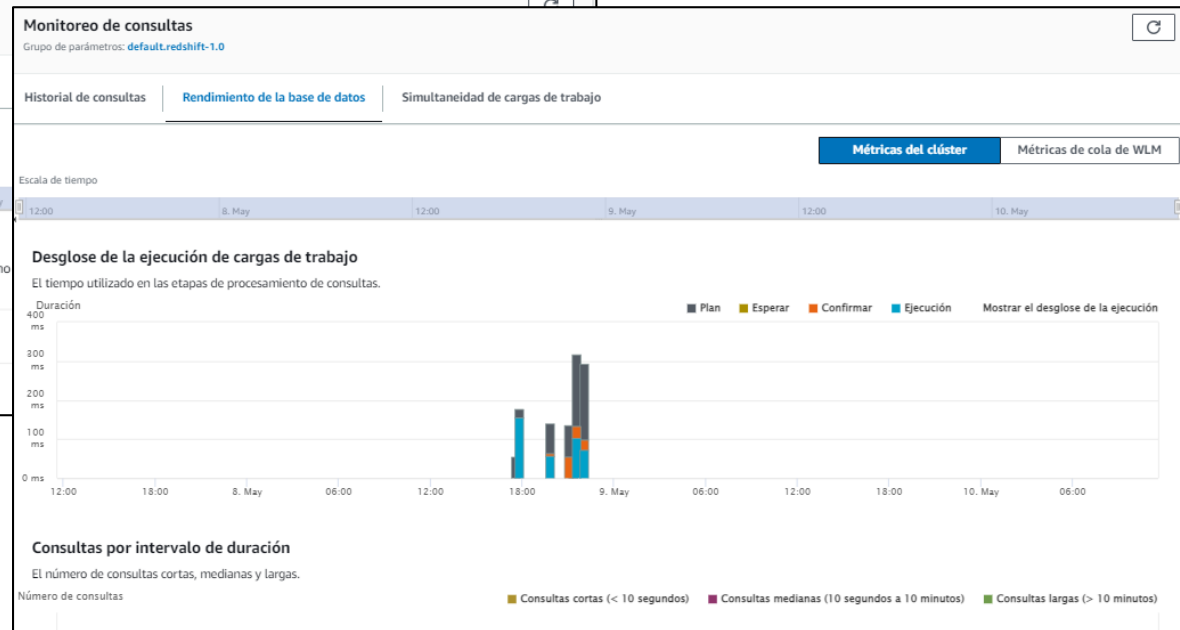 Monitoreo de consultas
Grupo de parámetros: default.redshift-1.0
Historial de consultas Rendimiento de la base de datos Simultaneidad de cargas de trabajo
Métricas del clúster Métricas de cola de WLM
Escala de tiempo
12:00 8. May 12:00 9. May 12:00 10. May
Desglose de la ejecución de cargas de trabajo
El tiempo utilizado en las etapas de procesamiento de consultas.
Duración
Plan Esperar Confirmar Ejecución Mostrar el desglose de la ejecución
400
ms
300
ms
200
ms
100
ms
0 ms
12:00 18:00 8. May 06:00 12:00 18:00 9. May 06:00 12:00 18:00 10. May 06:00
Consultas por intervalo de duración
El número de consultas cortas, medianas y largas.
Número de consultas
Consultas cortas (< 10 segundos) Consultas medianas (10 segundos a 10 minutos) Consultas largas (> 10 minutos)